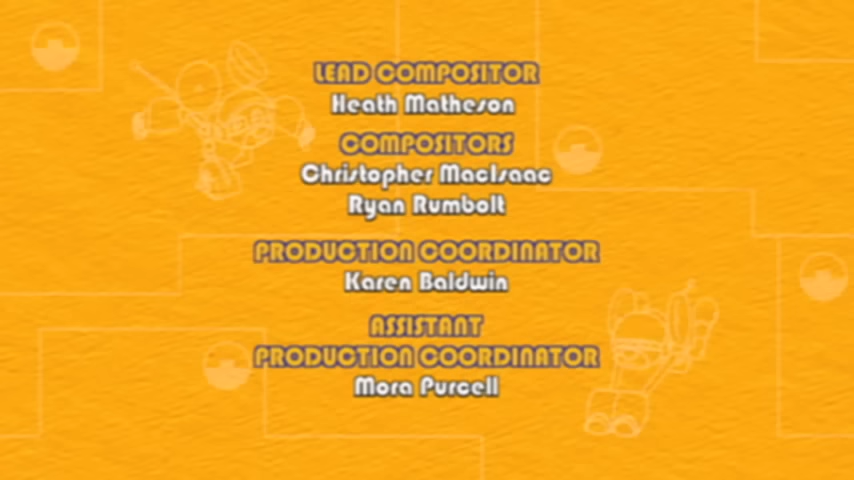 LEAD COMPOSITOR
Heath Matheson
COMPOSITORS
Christopher MacIsaac
Ryan Rumbolt
PRODUCTION COORDINATOR
Karen Baldwin
ASSISTANT
PRODUCTION COORDINATOR
Mora Purcell